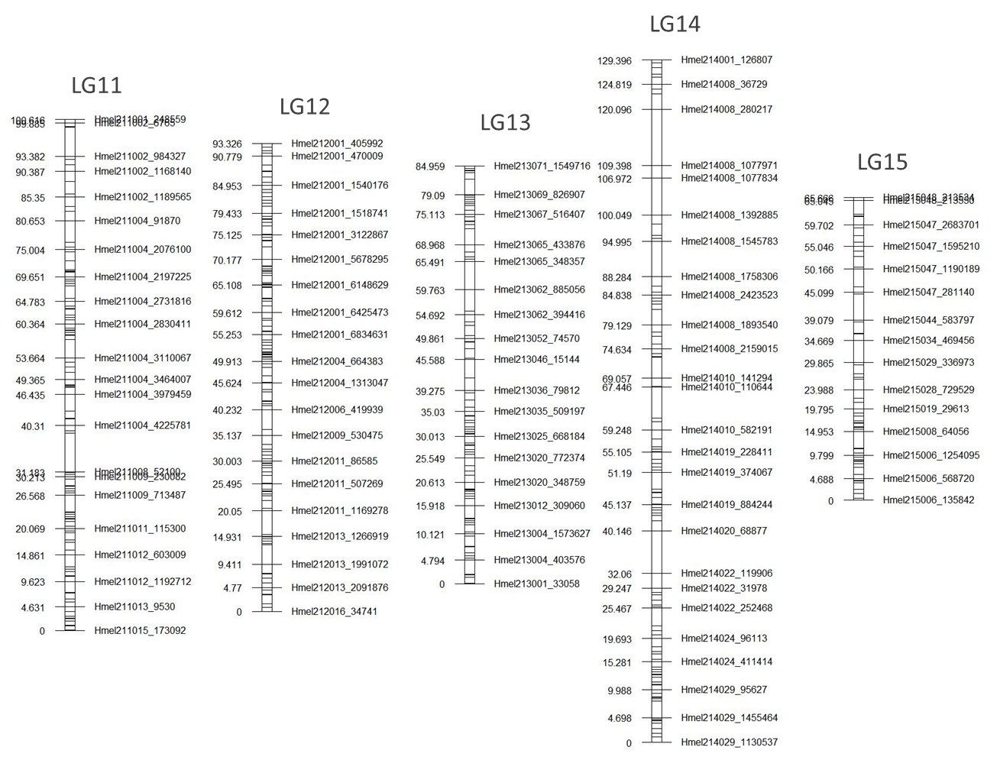 LG11
100.616 Hmel211001_248559
99.885 Hmel211002_6765
93.382 Hmel211002_984327
90.387 Hmel211002_1168140
85.35 Hmel211002_1189565
80.653 Hmel211004_91870
75.004 Hmel211004_2076100
69.651 Hmel211004_2197225
64.783 Hmel211004_2731816
60.364 Hmel211004_2830411
53.664 Hmel211004_3110067
49.365 Hmel211004_3464007
46.435 Hmel211004_3979459
40.31 Hmel211004_4225781
31.183 Hmel211008_52100
30.213 Hmel211009_230082
26.568 Hmel211009_713487
20.069 Hmel211011_115300
14.861 Hmel211012_603009
9.623 Hmel211012_1192712
4.631 Hmel211013_9530
0 Hmel211015_173092
LG12
93.326 Hmel212001_405992
90.779 Hmel212001_470009
84.953 Hmel212001_1540176
79.433 Hmel212001_1518741
75.125 Hmel212001_3122867
70.177 Hmel212001_5678295
65.108 Hmel212001_6148629
59.612 Hmel212001_6425473
55.253 Hmel212001_6834631
49.913 Hmel212004_664383
45.624 Hmel212004_1313047
40.232 Hmel212006_419939
35.137 Hmel212009_530475
30.003 Hmel212011_86585
25.495 Hmel212011_507269
20.05 Hmel212011_1169278
14.931 Hmel212013_1266919
9.411 Hmel212013_1991072
4.77 Hmel212013_2091876
0 Hmel212016_34741
LG13
84.959 Hmel213071_1549716
79.09 Hmel213069_826907
75.113 Hmel213067_516407
68.968 Hmel213065_433876
65.491 Hmel213065_348357
59.763 Hmel213062_885056
54.692 Hmel213062_394416
49.861 Hmel213052_74570
45.588 Hmel213046_15144
39.275 Hmel213036_79812
35.03 Hmel213035_509197
30.013 Hmel213025_668184
25.549 Hmel213020_772374
20.613 Hmel213020_348759
15.918 Hmel213012_309060
10.121 Hmel213004_1573627
4.794 Hmel213004_403576
0 Hmel213001_33058
LG14
129.396 Hmel214001_126807
124.819 Hmel214008_36729
120.096 Hmel214008_280217
109.398 Hmel214008_1077971
106.972 Hmel214008_1077834
100.049 Hmel214008_1392885
94.995 Hmel214008_1545783
88.284 Hmel214008_1758306
84.838 Hmel214008_2423523
79.129 Hmel214008_1893540
74.634 Hmel214008_2159015
69.057 Hmel214010_141294
67.446 Hmel214010_110644
59.248 Hmel214010_582191
55.105 Hmel214019_228411
51.19 Hmel214019_374067
45.137 Hmel214019_884244
40.146 Hmel214020_68877
32.06 Hmel214022_119906
29.247 Hmel214022_31978
25.467 Hmel214022_252468
19.693 Hmel214024_96113
15.281 Hmel214024_411414
9.988 Hmel214029_95627
4.698 Hmel214029_1455464
0 Hmel214029_1130537
LG15
59.702 Hmel215047_2683701
55.046 Hmel215047_1595210
50.166 Hmel215047_1190189
45.099 Hmel215047_281140
39.079 Hmel215044_583797
34.669 Hmel215034_469456
29.865 Hmel215029_336973
23.988 Hmel215028_729529
19.795 Hmel215019_29613
14.953 Hmel215008_64056
9.799 Hmel215006_1254095
4.688 Hmel215006_568720
0 Hmel215006_135842